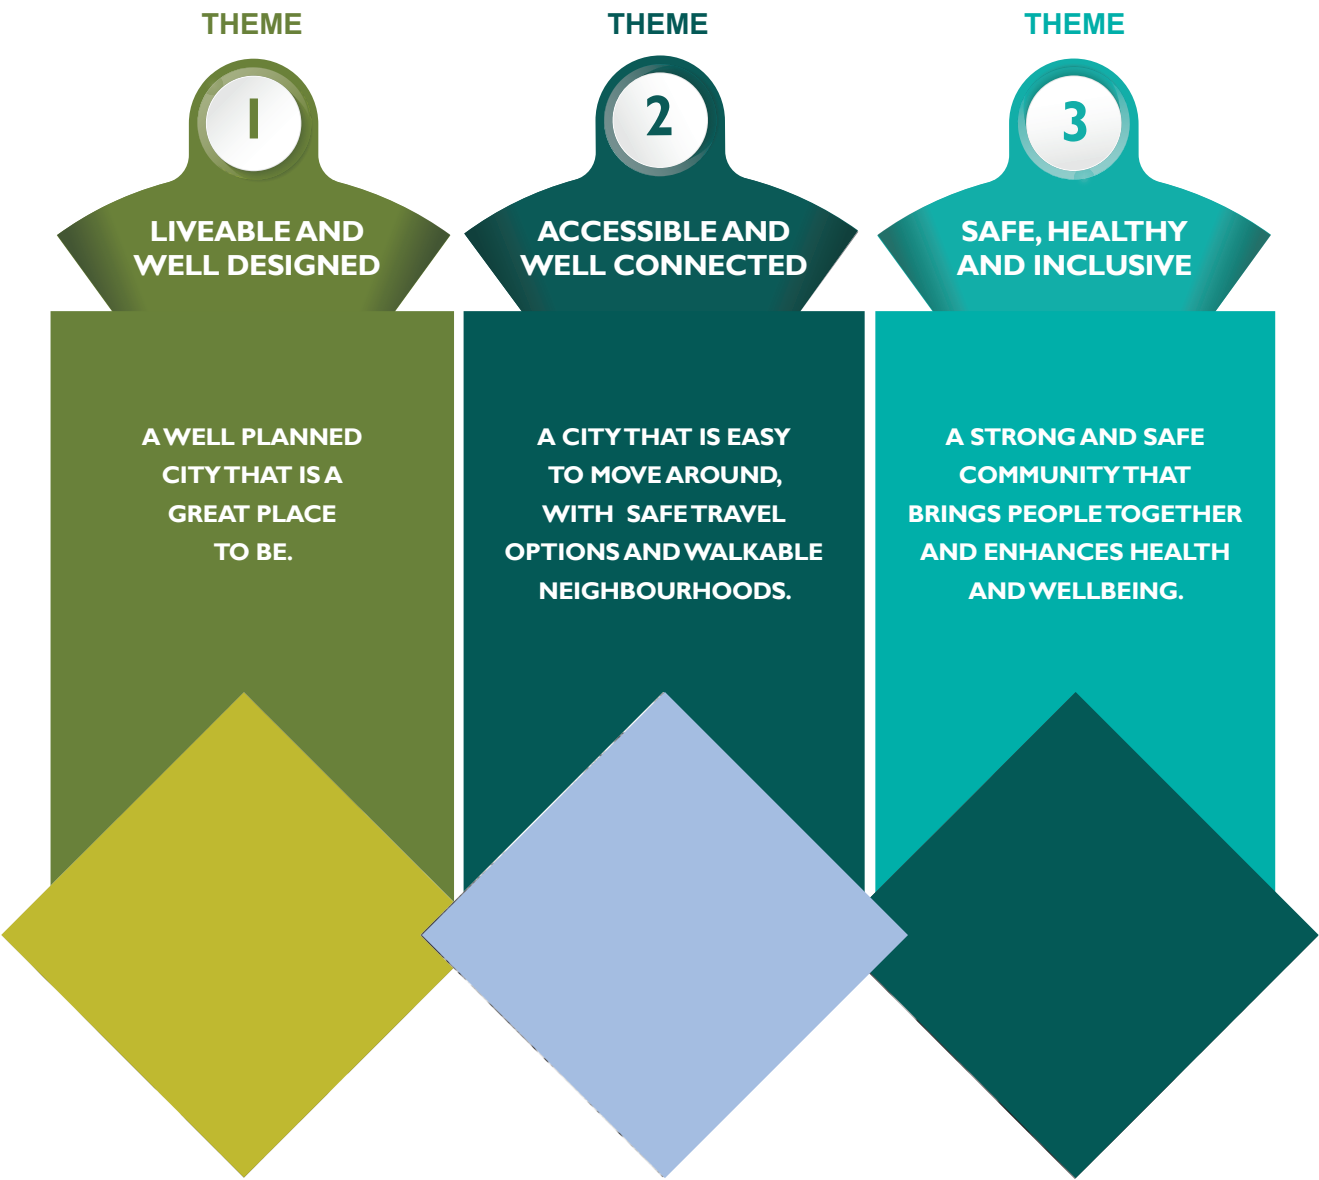 THEME
1
LIVEABLE AND
WELL DESIGNED
A WELL PLANNED
CITY THAT IS A
GREAT PLACE
TO BE.
THEME
2
ACCESSIBLE AND
WELL CONNECTED
A CITY THAT IS EASY
TO MOVE AROUND,
WITH SAFE TRAVEL
OPTIONS AND WALKABLE
NEIGHBOURHOODS.
THEME
3
SAFE, HEALTHY
AND INCLUSIVE
A STRONG AND SAFE
COMMUNITY THAT
BRINGS PEOPLE TOGETHER
AND ENHANCES HEALTH
AND WELLBEING.